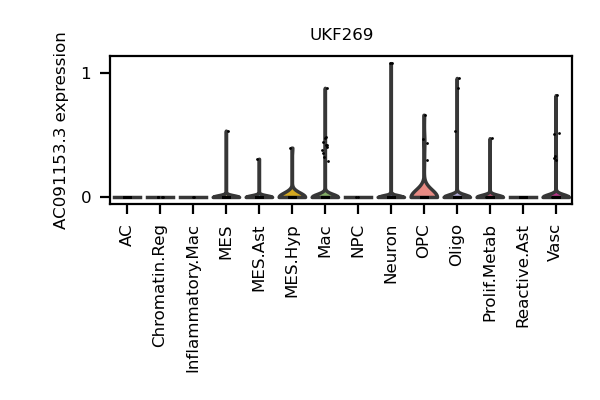 UKF269
AC091153.3 expression
1
0
AC
Chromatin.Reg
Inflammatory.Mac
MES
MES.Ast
MES.Hyp
Mac
NPC
Neuron
OPC
Oligo
Prolif.Metab
Reactive.Ast
Vasc